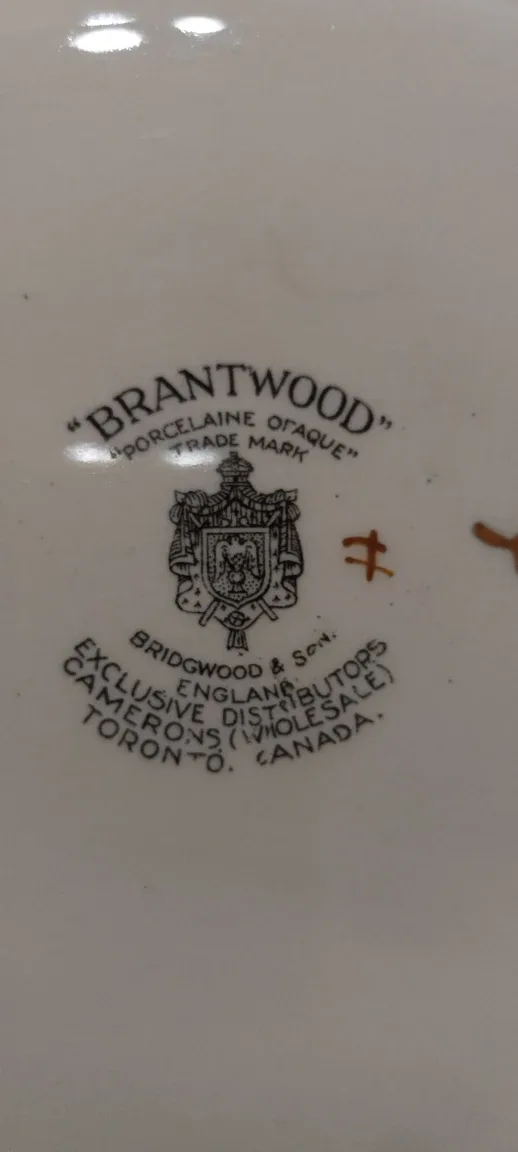 "BRANTWOOD"
"PORCELAINE OPAQUE"
TRADE MARK
BRIDGWOOD & SON.
ENGLAND.
EXCLUSIVE DISTRIBUTORS
CAMERONS (WHOLESALE)
TORONTO. CANADA.